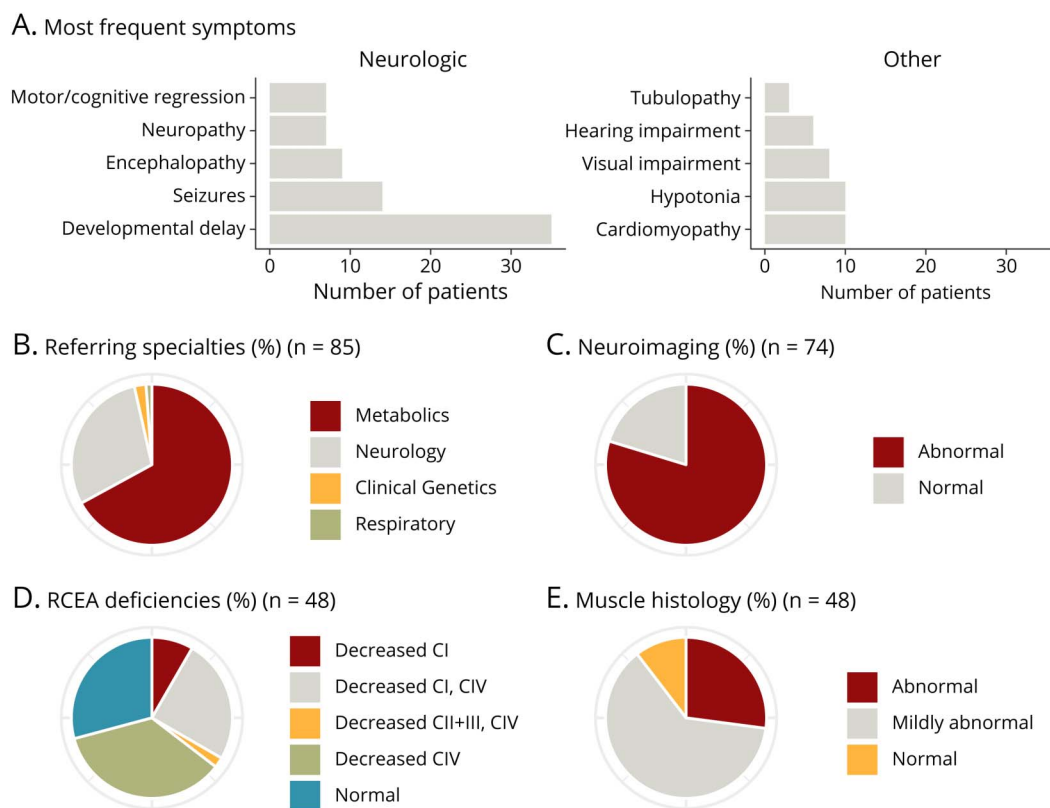 A. Most frequent symptoms
Neurologic
Motor/cognitive regression
Neuropathy
Encephalopathy
Seizures
Developmental delay
0 10 20 30
Number of patients
Other
Tubulopathy
Hearing impairment
Visual impairment
Hypotonia
Cardiomyopathy
0 10 20 30
Number of patients
B. Referring specialties (%) (n = 85)
Metabolics
Neurology
Clinical Genetics
Respiratory
C. Neuroimaging (%) (n = 74)
Abnormal
Normal
D. RCEA deficiencies (%) (n = 48)
Decreased CI
Decreased CI, CIV
Decreased CII+III, CIV
Decreased CIV
Normal
E. Muscle histology (%) (n = 48)
Abnormal
Mildly abnormal
Normal